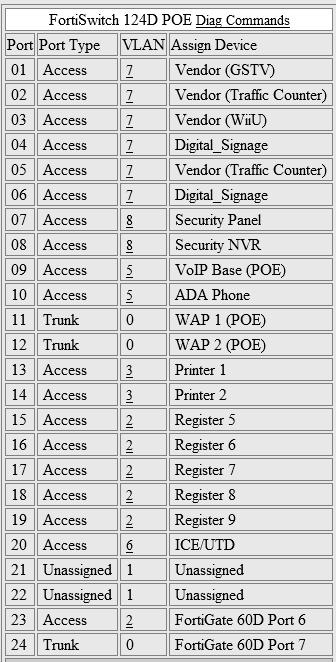 FortiSwitch 124D POE Diag Commands
Port Port Type VLAN Assign Device
01 Access 7 Vendor (GSTV)
02 Access 7 Vendor (Traffic Counter)
03 Access 7 Vendor (WiiU)
04 Access 7 Digital_Signage
05 Access 7 Vendor (Traffic Counter)
06 Access 7 Digital_Signage
07 Access 8 Security Panel
08 Access 8 Security NVR
09 Access 5 VoIP Base (POE)
10 Access 5 ADA Phone
11 Trunk 0 WAP 1 (POE)
12 Trunk 0 WAP 2 (POE)
13 Access 3 Printer 1
14 Access 3 Printer 2
15 Access 2 Register 5
16 Access 2 Register 6
17 Access 2 Register 7
18 Access 2 Register 8
19 Access 2 Register 9
20 Access 6 ICE/UTD
21 Unassigned 1 Unassigned
22 Unassigned 1 Unassigned
23 Access 2 FortiGate 60D Port 6
24 Trunk 0 FortiGate 60D Port 7